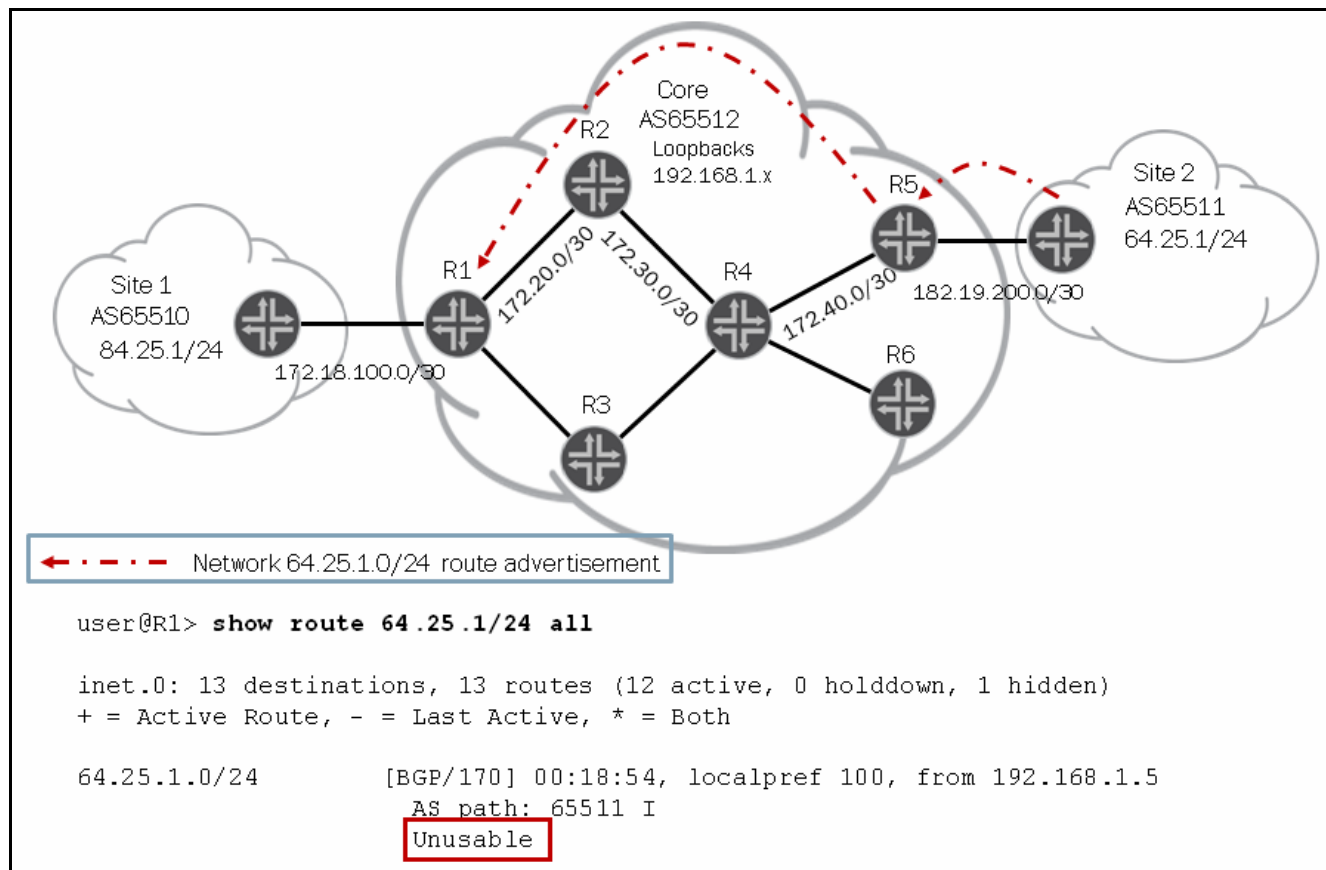 Core
AS65512
Loopbacks
192.168.1.x
R2
R5
Site 2
AS65511
64.25.1/24
Site 1
AS65510
84.25.1/24
R1
172.20.0/30
172.30.0/30
R4
172.40.0/30
182.19.200.0/30
172.18.100.0/30
R6
R3
Network 64.25.1.0/24 route advertisement
user@R1> show route 64.25.1/24 all
inet.0: 13 destinations, 13 routes (12 active, 0 holddown, 1 hidden)
+ = Active Route, - = Last Active, * = Both
64.25.1.0/24 [BGP/170] 00:18:54, localpref 100, from 192.168.1.5
AS path: 65511 I
Unusable